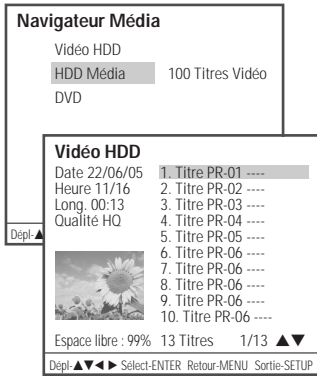 Navigateur Média
Vidéo HDD
HDD Média 100 Titres Vidéo
DVD
Dépl-▲
Vidéo HDD
Date 22/06/05 1. Titre PR-01 ----
Heure 11/16 2. Titre PR-02 ----
Long. 00:13 3. Titre PR-03 ----
Qualité HQ 4. Titre PR-04 ----
5. Titre PR-05 ----
6. Titre PR-06 ----
7. Titre PR-06 ----
8. Titre PR-06 ----
9. Titre PR-06 ----
10. Titre PR-06 ----
Espace libre : 99% 13 Titres 1/13 ▲▼
Dépl-▲▼◄ ► Sélect-ENTER Retour-MENU Sortie-SETUP